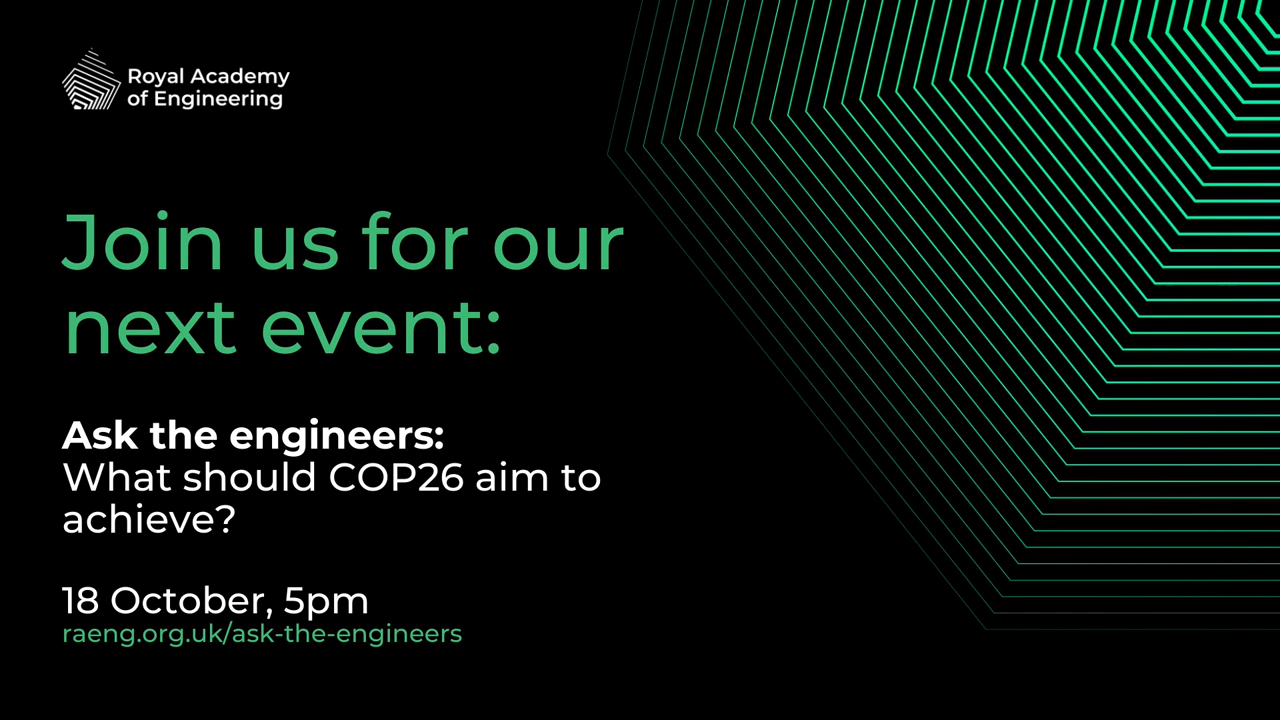 Royal Academy
of Engineering
Join us for our
next event:
Ask the engineers:
What should COP26 aim to
achieve?
18 October, 5pm
raeng.org.uk/ask-the-engineers